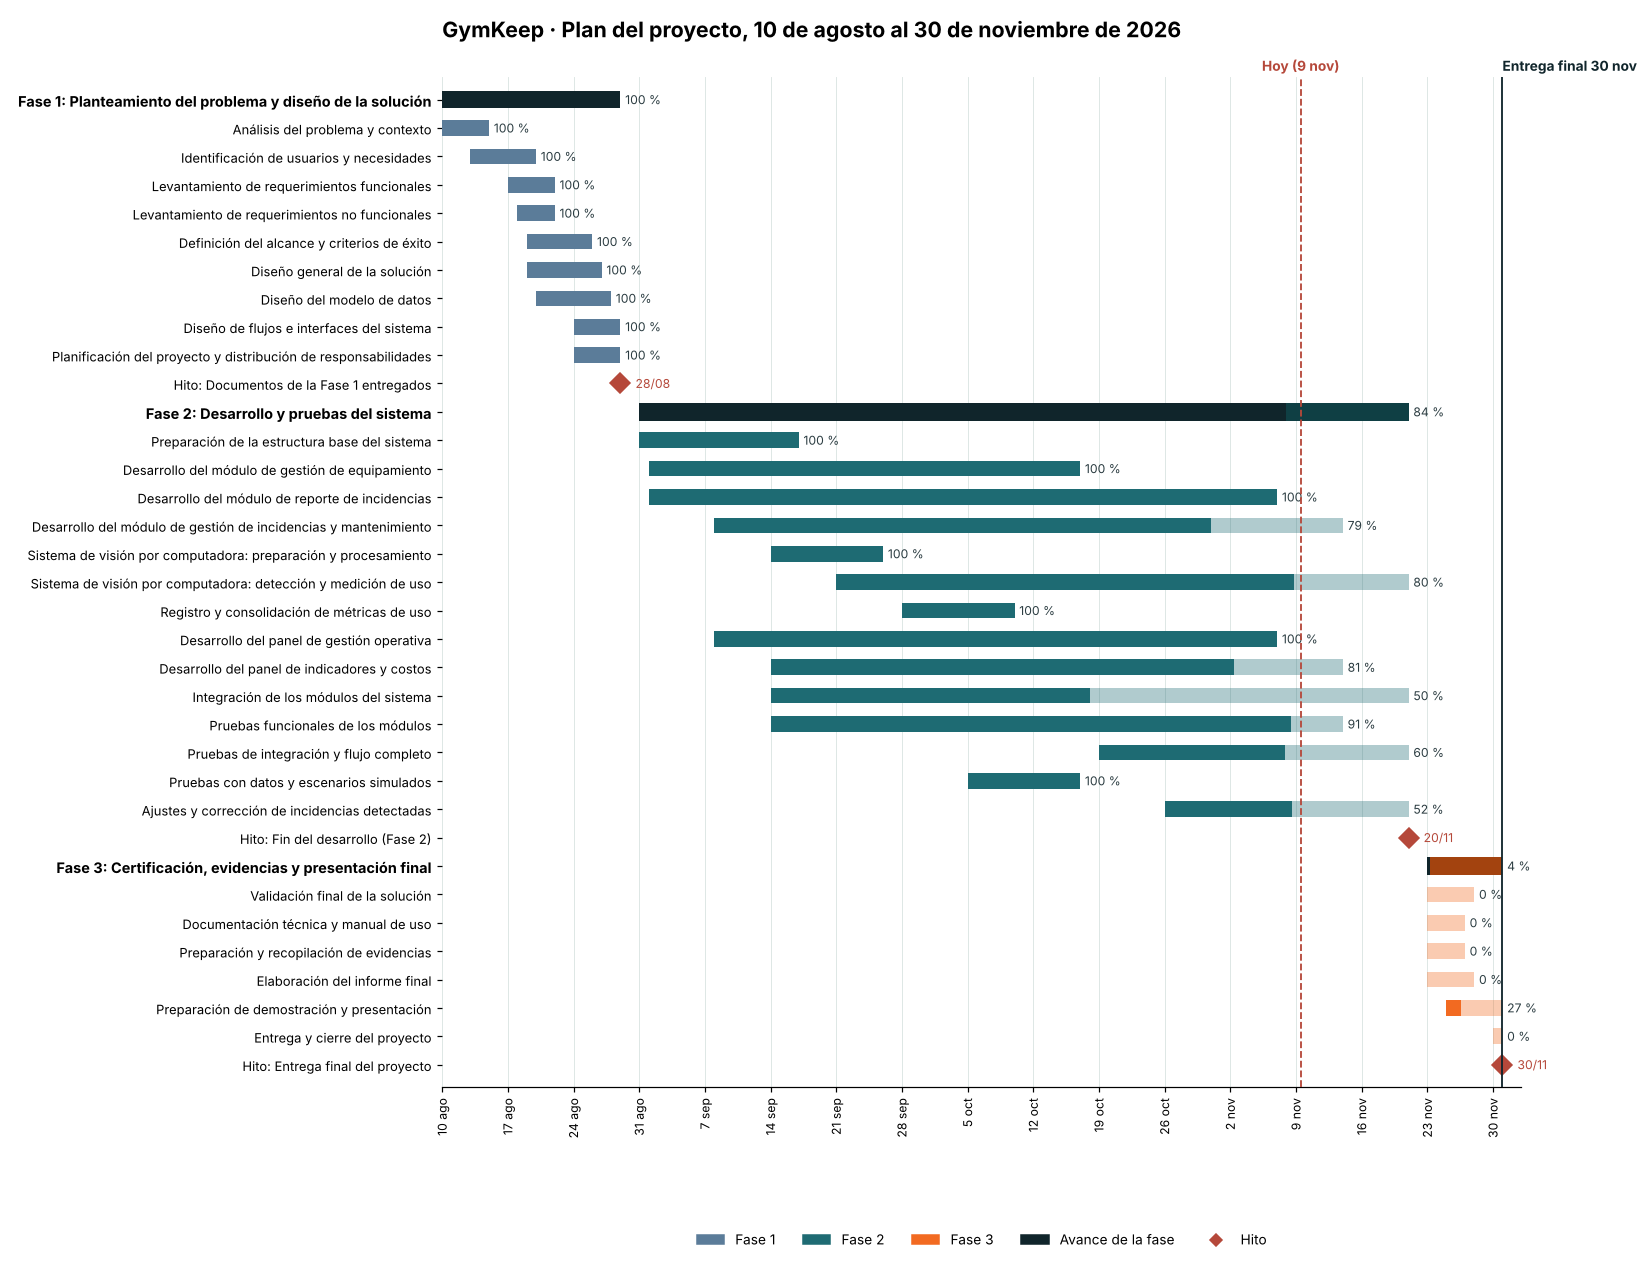 GymKeep · Plan del proyecto, 10 de agosto al 30 de noviembre de 2026
Hoy (9 nov)
Entrega final 30 nov
Fase 1: Planteamiento del problema y diseño de la solución 100 %
Análisis del problema y contexto 100 %
Identificación de usuarios y necesidades 100 %
Levantamiento de requerimientos funcionales 100 %
Levantamiento de requerimientos no funcionales 100 %
Definición del alcance y criterios de éxito 100 %
Diseño general de la solución 100 %
Diseño del modelo de datos 100 %
Diseño de flujos e interfaces del sistema 100 %
Planificación del proyecto y distribución de responsabilidades 100 %
Hito: Documentos de la Fase 1 entregados 28/08
Fase 2: Desarrollo y pruebas del sistema 84 %
Preparación de la estructura base del sistema 100 %
Desarrollo del módulo de gestión de equipamiento 100 %
Desarrollo del módulo de reporte de incidencias 100 %
Desarrollo del módulo de gestión de incidencias y mantenimiento 79 %
Sistema de visión por computadora: preparación y procesamiento 100 %
Sistema de visión por computadora: detección y medición de uso 80 %
Registro y consolidación de métricas de uso 100 %
Desarrollo del panel de gestión operativa 100 %
Desarrollo del panel de indicadores y costos 81 %
Integración de los módulos del sistema 50 %
Pruebas funcionales de los módulos 91 %
Pruebas de integración y flujo completo 60 %
Pruebas con datos y escenarios simulados 100 %
Ajustes y corrección de incidencias detectadas 52 %
Hito: Fin del desarrollo (Fase 2) 20/11
Fase 3: Certificación, evidencias y presentación final 4 %
Validación final de la solución 0 %
Documentación técnica y manual de uso 0 %
Preparación y recopilación de evidencias 0 %
Elaboración del informe final 0 %
Preparación de demostración y presentación 27 %
Entrega y cierre del proyecto 0 %
Hito: Entrega final del proyecto 30/11
10 ago
17 ago
24 ago
31 ago
7 sep
14 sep
21 sep
28 sep
5 oct
12 oct
19 oct
26 oct
2 nov
9 nov
16 nov
23 nov
30 nov
Fase 1
Fase 2
Fase 3
Avance de la fase
Hito